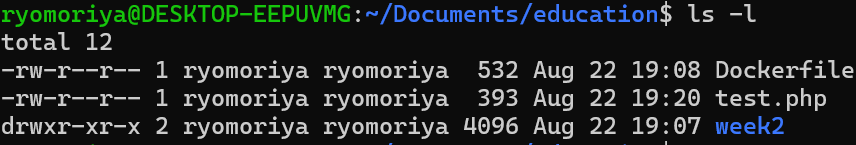 ryomoriya@DESKTOP-EEPUVMG:~/Documents/education$ ls -l
total 12
-rw-r--r-- 1 ryomoriya ryomoriya  532 Aug 22 19:08 Dockerfile
-rw-r--r-- 1 ryomoriya ryomoriya  393 Aug 22 19:20 test.php
drwxr-xr-x 2 ryomoriya ryomoriya 4096 Aug 22 19:07 week2